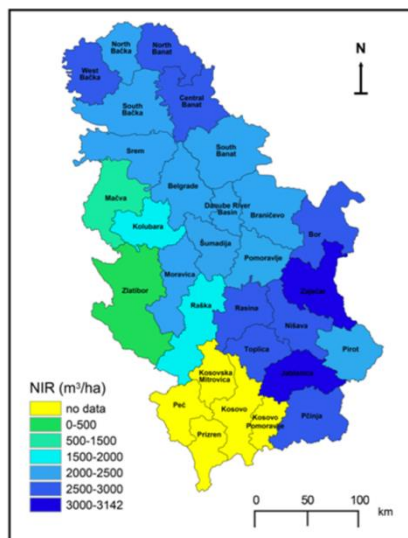 North
Bačka
North
Banat
West
Bačka
Central
Banat
South
Bačka
South
Banat
Srem
Mačva
Belgrade
Danube River
Basin
Braničevo
Kolubara
Bor
Šumadija
Pomoravlje
Zlatibor
Moravica
Raška
Rasina
Nišava
Toplica
Pirot
Kosovska
Mitrovica
Peč
Kosovo
Kosovo
Pomoravlje
Pčinja
Prizren
N
NIR (m³/ha)
no data
0-500
500-1500
1500-2000
2000-2500
2500-3000
3000-3142
0 50 100
km